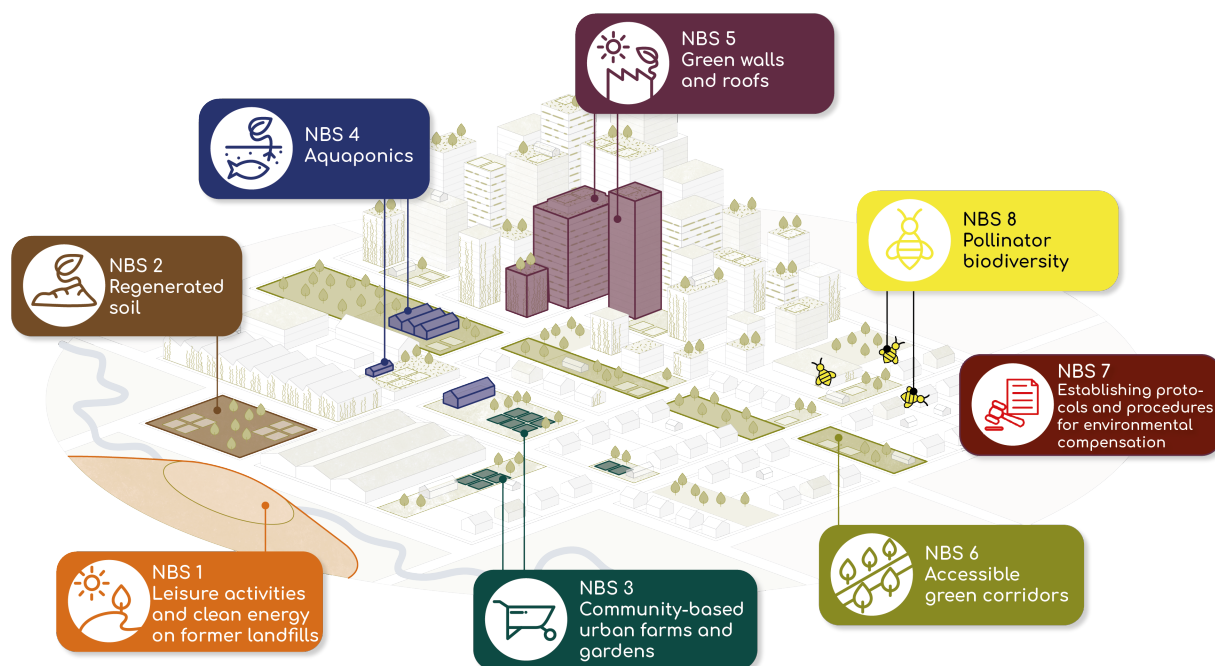 NBS 5
Green walls
and roofs
NBS 4
Aquaponics
NBS 8
Pollinator
biodiversity
NBS 2
Regenerated
soil
NBS 7
Establishing proto-
cols and procedures
for environmental
compensation
NBS 1
Leisure activities
and clean energy
on former landfills
NBS 3
Community-based
urban farms and
gardens
NBS 6
Accessible
green corridors